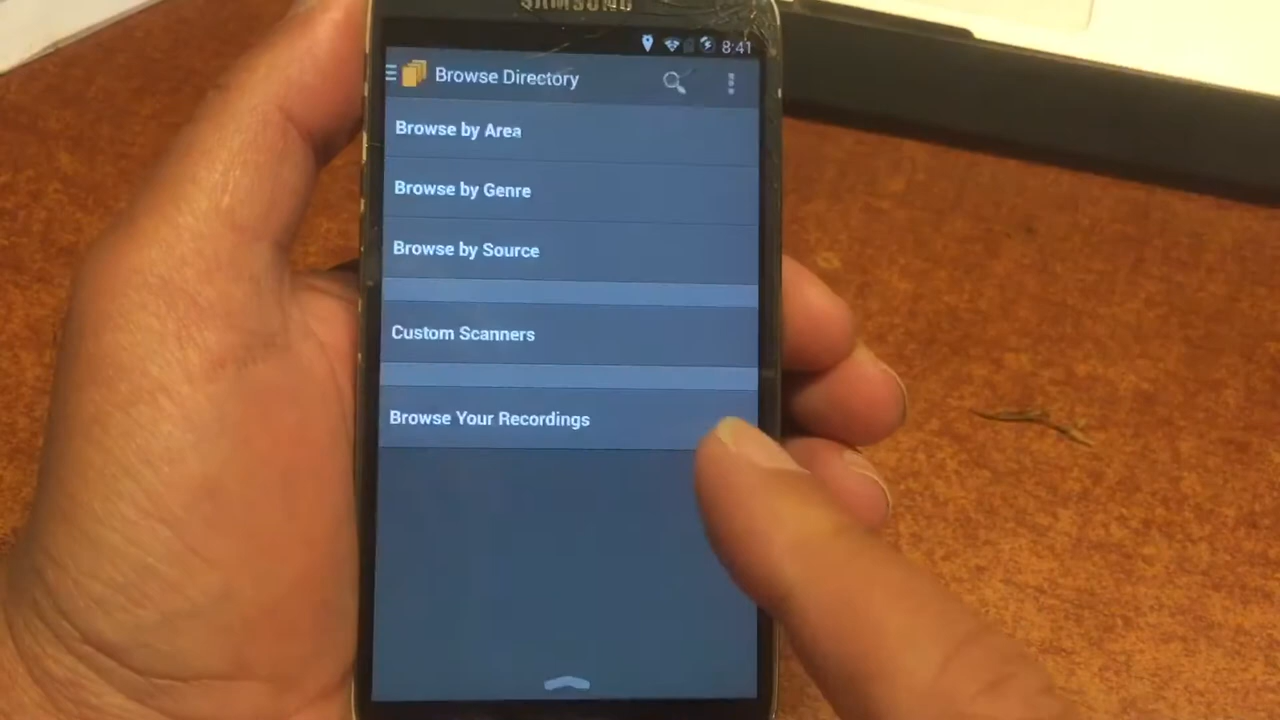 SAMSUNG
8:41
Browse Directory
Browse by Area
Browse by Genre
Browse by Source
Custom Scanners
Browse Your Recordings